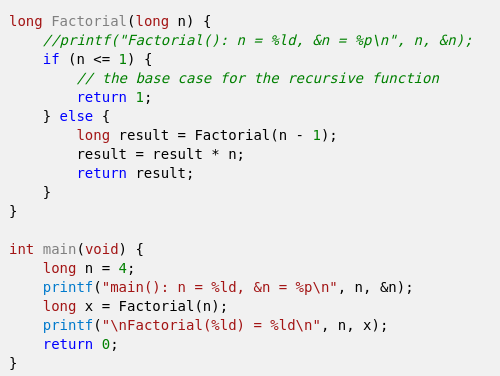 long Factorial(long n) {
    //printf("Factorial(): n = %ld, &n = %p\n", n, &n);
    if (n <= 1) {
        // the base case for the recursive function
        return 1;
    } else {
        long result = Factorial(n - 1);
        result = result * n;
        return result;
    }
}

int main(void) {
    long n = 4;
    printf("main(): n = %ld, &n = %p\n", n, &n);
    long x = Factorial(n);
    printf("\nFactorial(%ld) = %ld\n", n, x);
    return 0;
}